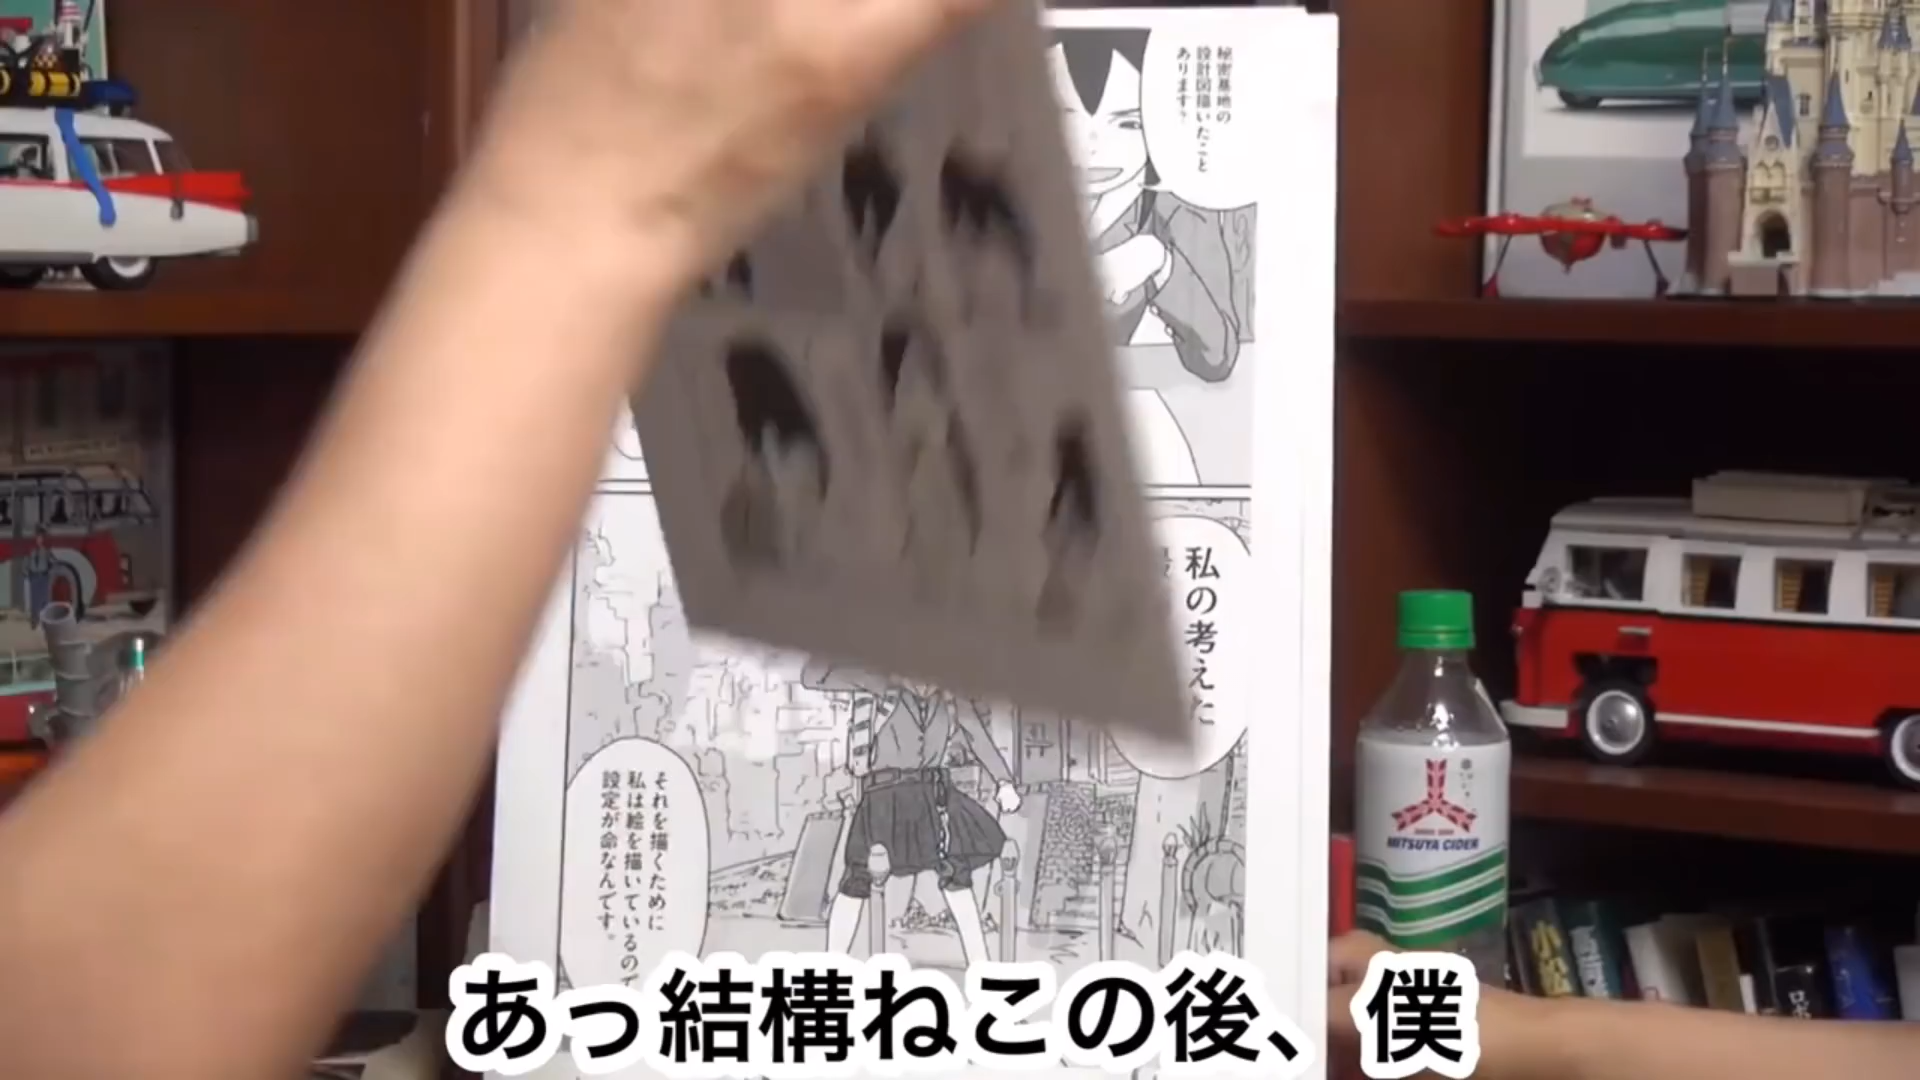 秘密基地の
設計図描いたこと
あります？
私の考えた
それを描くために
私は絵を描いているので
設定が命なんです。
MITSUYA CIDER
あっ結構ねこの後、僕